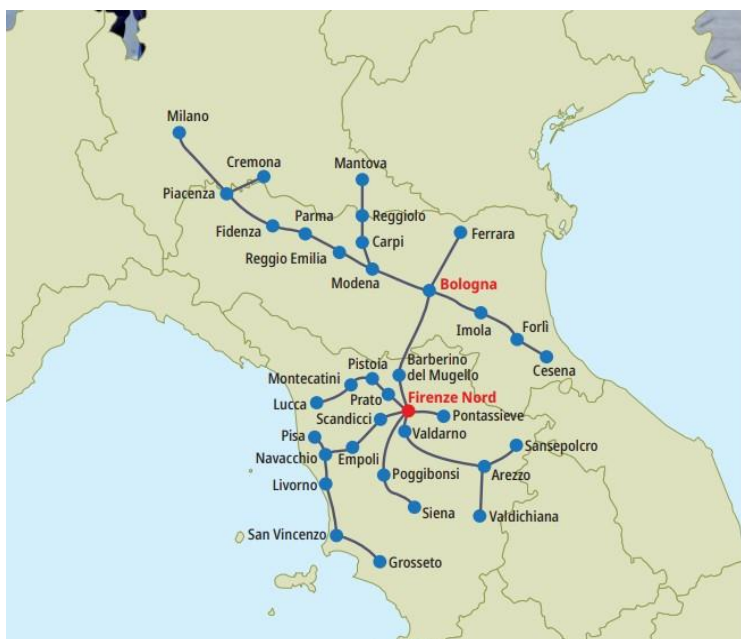 Milano
Cremona
Mantova
Piacenza
Parma
Reggiolo
Ferrara
Fidenza
Carpi
Reggio Emilia
Modena
Bologna
Imola
Forlì
Cesena
Pistoia
Barberino
del Mugello
Montecatini
Prato
Firenze Nord
Lucca
Scandicci
Pontassieve
Pisa
Valdarno
Sansepolcro
Navacchio
Empoli
Poggibonsi
Arezzo
Livorno
Siena
Valdichiana
San Vincenzo
Grosseto